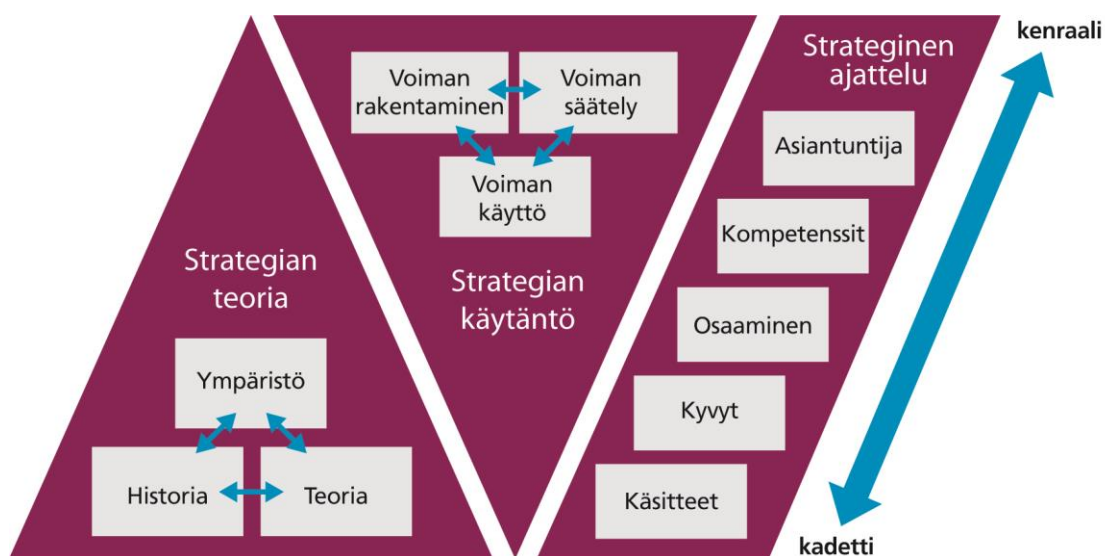 Strategian
teoria
Ympäristö
Historia
Teoria
Voiman
rakentaminen
Voiman
säätely
Voiman
käyttö
Strategian
käytäntö
Strateginen
ajattelu
Asiantuntija
Kompetenssit
Osaaminen
Kyvyt
Käsitteet
kenraali
kadetti